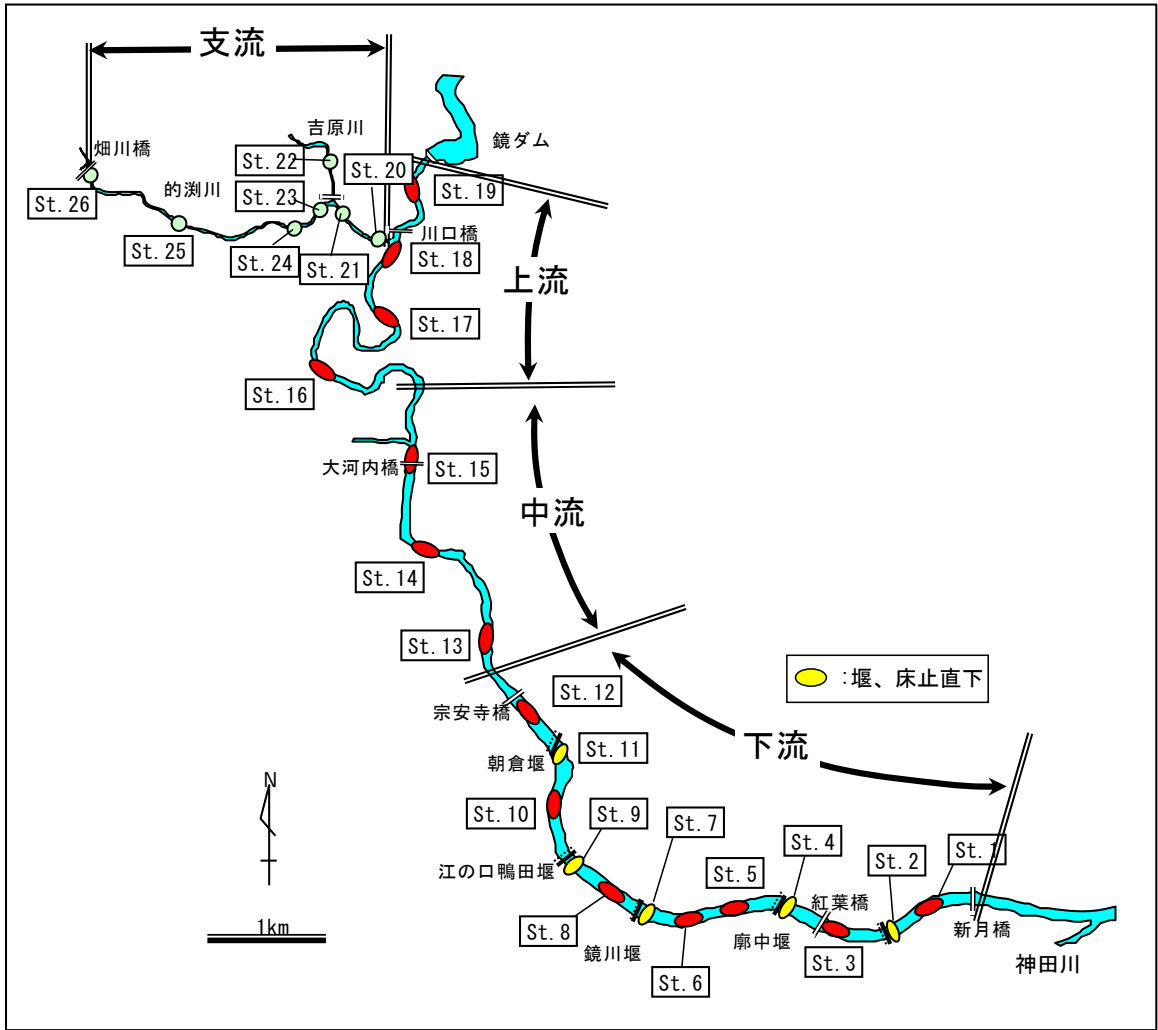 支流
吉原川
鏡ダム
畑川橋
St. 22
St. 20
的渕川
St. 19
St. 23
St. 26
川口橋
St. 25
St. 24
St. 21
St. 18
上流
St. 17
St. 16
大河内橋
St. 15
中流
St. 14
St. 13
:堰、床止直下
St. 12
宗安寺橋
下流
St. 11
朝倉堰
N
St. 10
St. 9
St. 7
St. 4
St. 2
St. 1
江の口鴨田堰
St. 5
紅葉橋
1km
St. 8
鏡川堰
廓中堰
St. 3
新月橋
St. 6
神田川